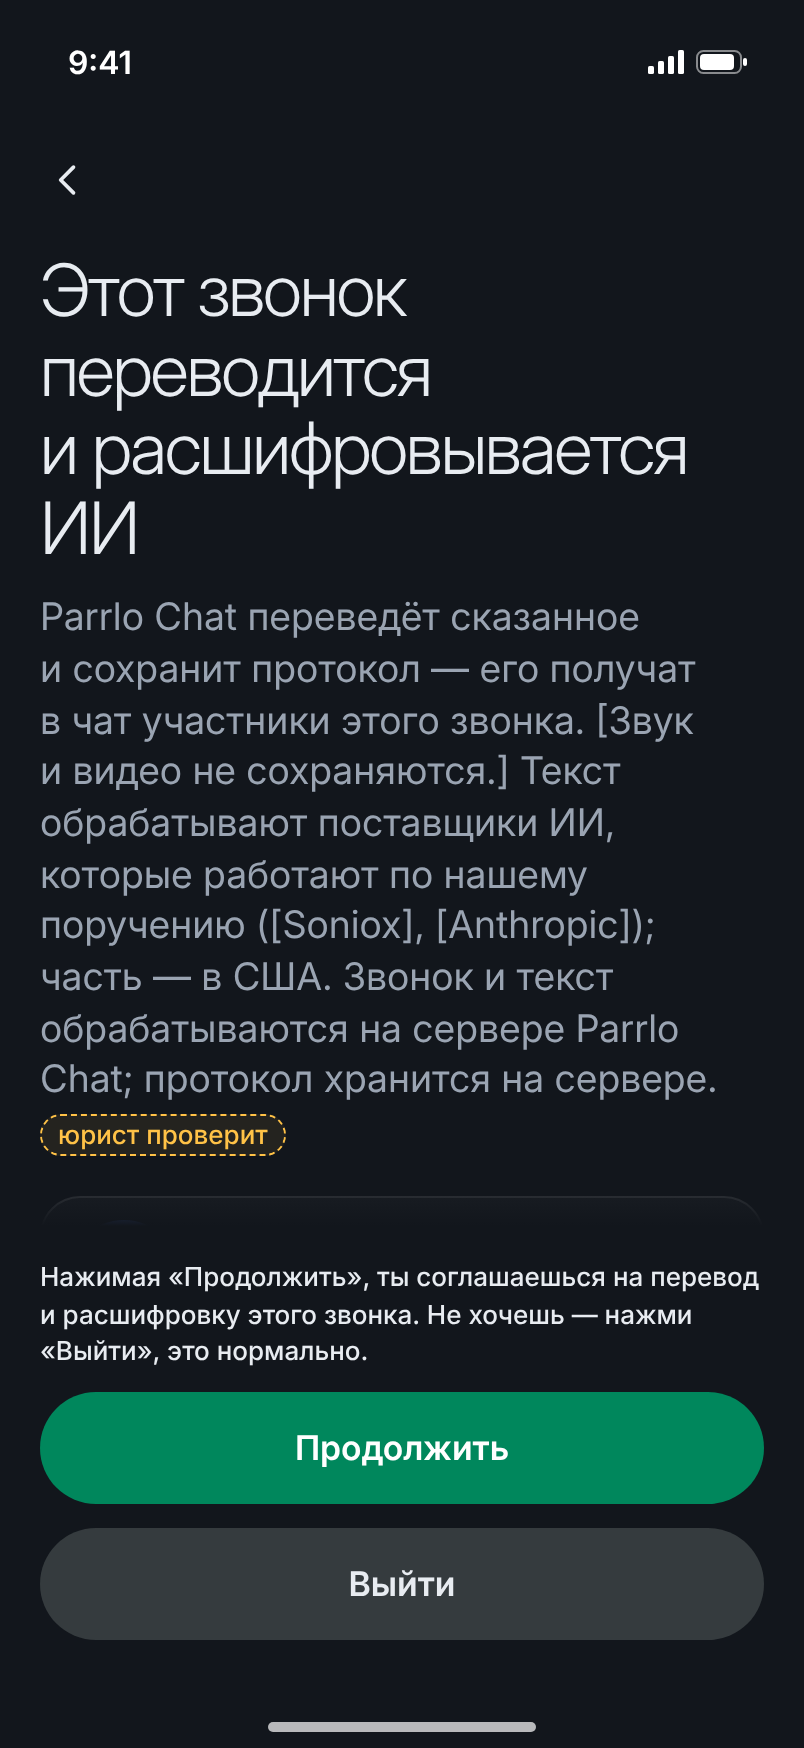 9:41
Этот звонок
переводится
и расшифровывается
ИИ
Parrlo Chat переведёт сказанное
и сохранит протокол — его получат
в чат участники этого звонка. [Звук
и видео не сохраняются.] Текст
обрабатывают поставщики ИИ,
которые работают по нашему
поручению ([Soniox], [Anthropic]);
часть — в США. Звонок и текст
обрабатываются на сервере Parrlo
Chat; протокол хранится на сервере.
юрист проверит
Нажимая «Продолжить», ты соглашаешься на перевод
и расшифровку этого звонка. Не хочешь — нажми
«Выйти», это нормально.
Продолжить
Выйти